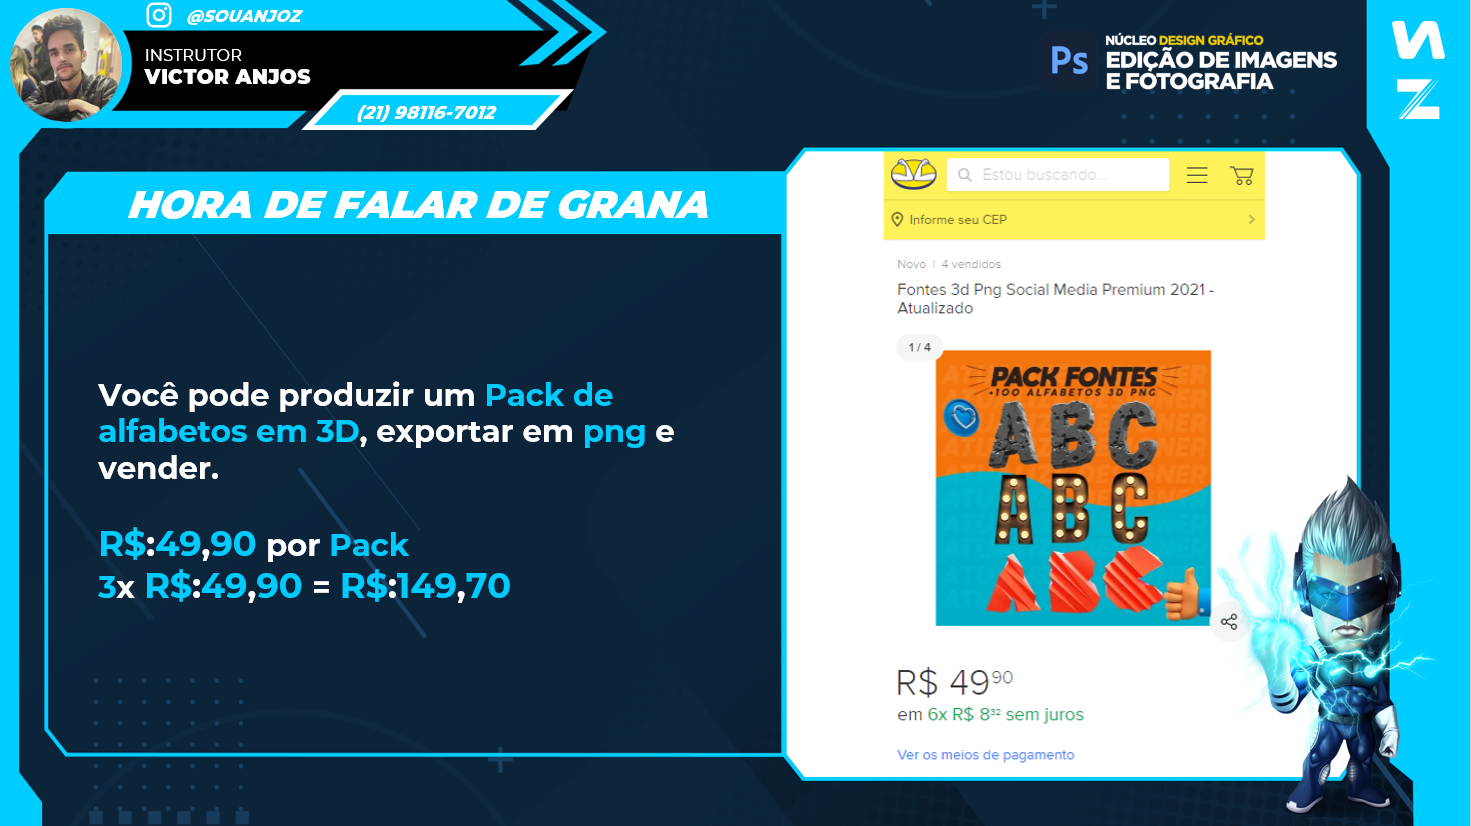 @SOUANJOZ
INSTRUTOR
VICTOR ANJOS
(21) 98116-7012
Ps
NÚCLEO DESIGN GRÁFICO
EDIÇÃO DE IMAGENS
E FOTOGRAFIA
HORA DE FALAR DE GRANA
Você pode produzir um Pack de
alfabetos em 3D, exportar em png e
vender.
R$:49,90 por Pack
3x R$:49,90 = R$:149,70
Estou buscando...
Informe seu CEP
Novo | 4 vendidos
Fontes 3d Png Social Media Premium 2021 -
Atualizado
1 / 4
PACK FONTES
+100 ALFABETOS 3D PNG
ABC
ABC
ABC
R$ 4990
em 6x R$ 832 sem juros
Ver os meios de pagamento